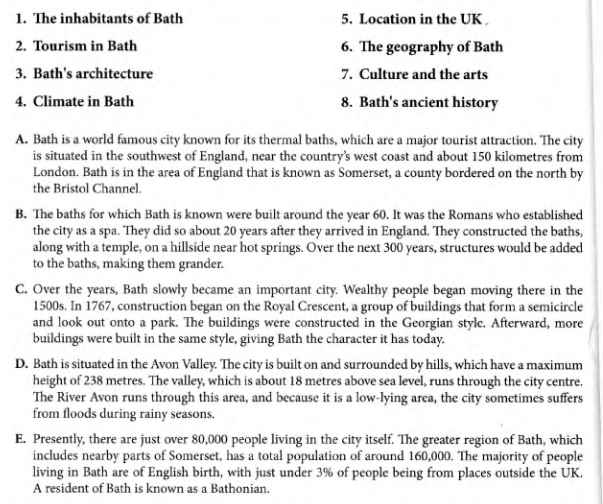 1. The inhabitants of Bath
2. Tourism in Bath
3. Bath's architecture
4. Climate in Bath
5. Location in the UK
6. The geography of Bath
7. Culture and the arts
8. Bath's ancient history
A. Bath is a world famous city known for its thermal baths, which are a major tourist attraction. The city
is situated in the southwest of England, near the country's west coast and about 150 kilometres from
London. Bath is in the area of England that is known as Somerset, a county bordered on the north by
the Bristol Channel.
B. The baths for which Bath is known were built around the year 60. It was the Romans who established
the city as a spa. They did so about 20 years after they arrived in England. They constructed the baths,
along with a temple, on a hillside near hot springs. Over the next 300 years, structures would be added
to the baths, making them grander.
C. Over the years, Bath slowly became an important city. Wealthy people began moving there in the
1500s. In 1767, construction began on the Royal Crescent, a group of buildings that form a semicircle
and look out onto a park. The buildings were constructed in the Georgian style. Afterward, more
buildings were built in the same style, giving Bath the character it has today.
D. Bath is situated in the Avon Valley. The city is built on and surrounded by hills, which have a maximum
height of 238 metres. The valley, which is about 18 metres above sea level, runs through the city centre.
The River Avon runs through this area, and because it is a low-lying area, the city sometimes suffers
from floods during rainy seasons.
E. Presently, there are just over 80,000 people living in the city itself. The greater region of Bath, which
includes nearby parts of Somerset, has a total population of around 160,000. The majority of people
living in Bath are of English birth, with just under 3% of people being from places outside the UK.
A resident of Bath is known as a Bathonian.